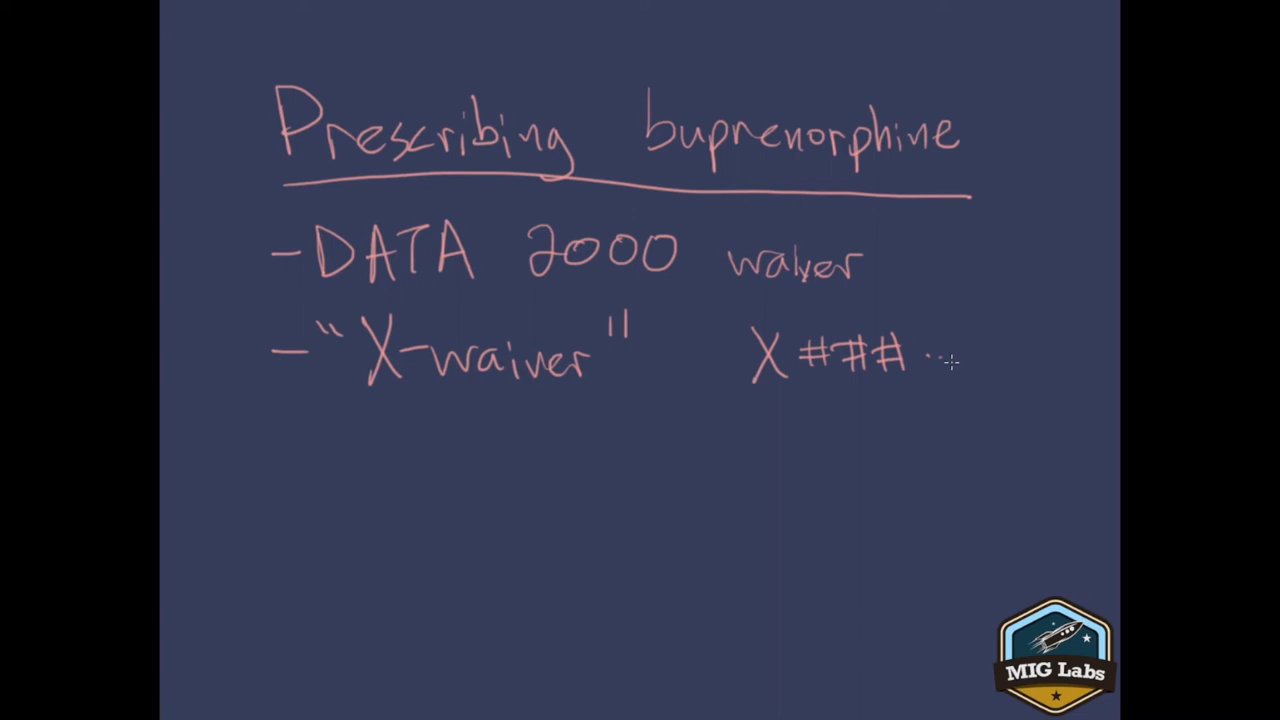 Prescribing buprenorphine
- DATA 2000 waiver
- "X-waiver" X### ...
MIG Labs